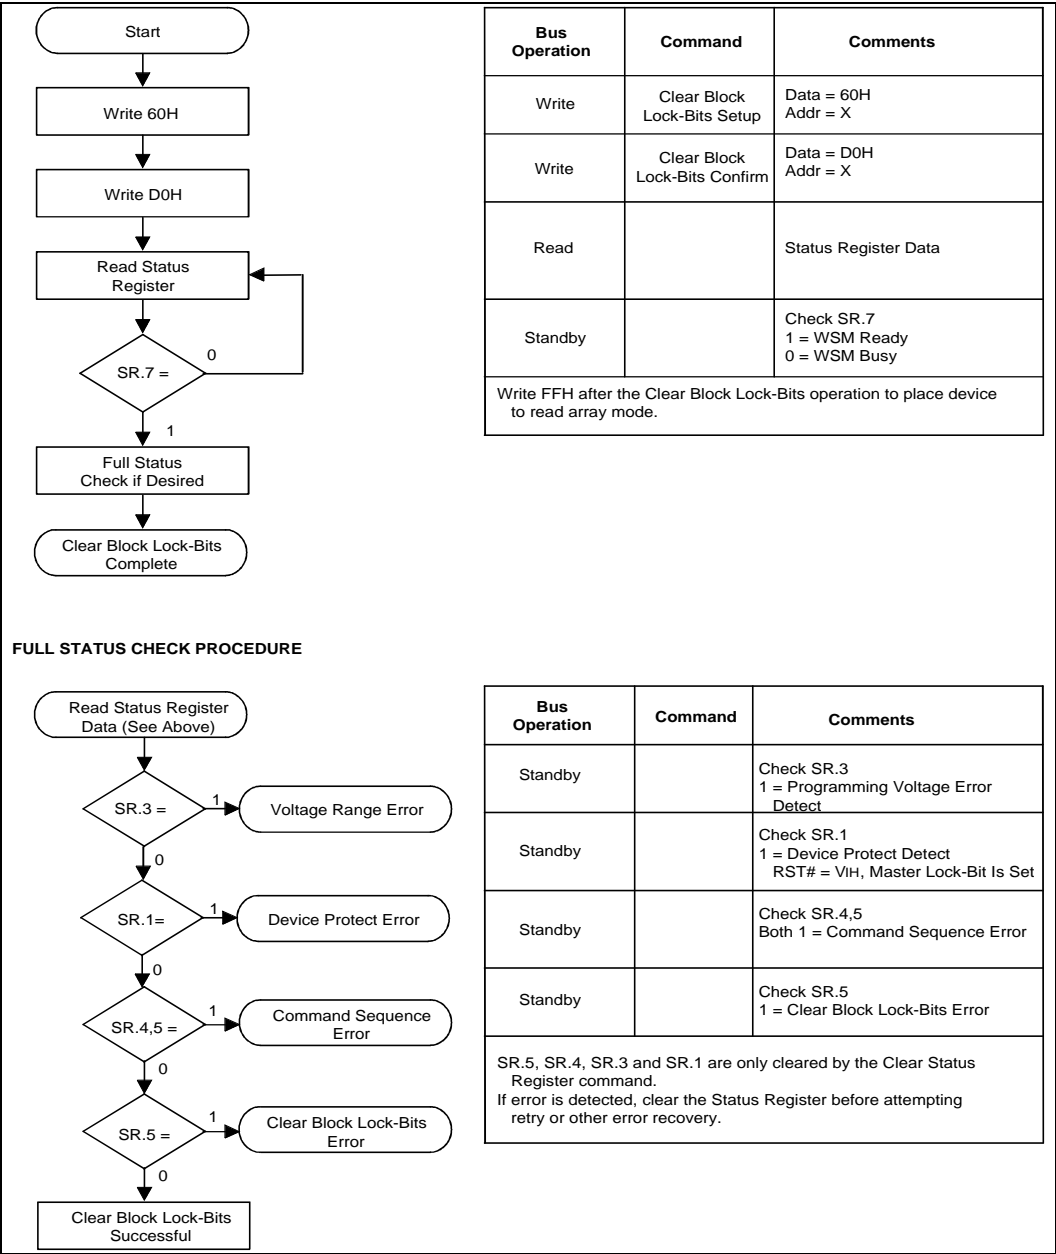 Start
Write 60H
Write D0H
Read Status
Register
SR.7 =
0
1
Full Status
Check if Desired
Clear Block Lock-Bits
Complete
Bus
Operation
Command
Comments
Write
Clear Block
Lock-Bits Setup
Data = 60H
Addr = X
Write
Clear Block
Lock-Bits Confirm
Data = D0H
Addr = X
Read
Status Register Data
Standby
Check SR.7
1 = WSM Ready
0 = WSM Busy
Write FFH after the Clear Block Lock-Bits operation to place device
to read array mode.
FULL STATUS CHECK PROCEDURE
Read Status Register
Data (See Above)
SR.3 =
1
Voltage Range Error
0
SR.1=
1
Device Protect Error
0
SR.4,5 =
1
Command Sequence
Error
0
SR.5 =
1
Clear Block Lock-Bits
Error
0
Clear Block Lock-Bits
Successful
Bus
Operation
Command
Comments
Standby
Check SR.3
1 = Programming Voltage Error
Detect
Standby
Check SR.1
1 = Device Protect Detect
RST# = VIH, Master Lock-Bit Is Set
Standby
Check SR.4,5
Both 1 = Command Sequence Error
Standby
Check SR.5
1 = Clear Block Lock-Bits Error
SR.5, SR.4, SR.3 and SR.1 are only cleared by the Clear Status
Register command.
If error is detected, clear the Status Register before attempting
retry or other error recovery.